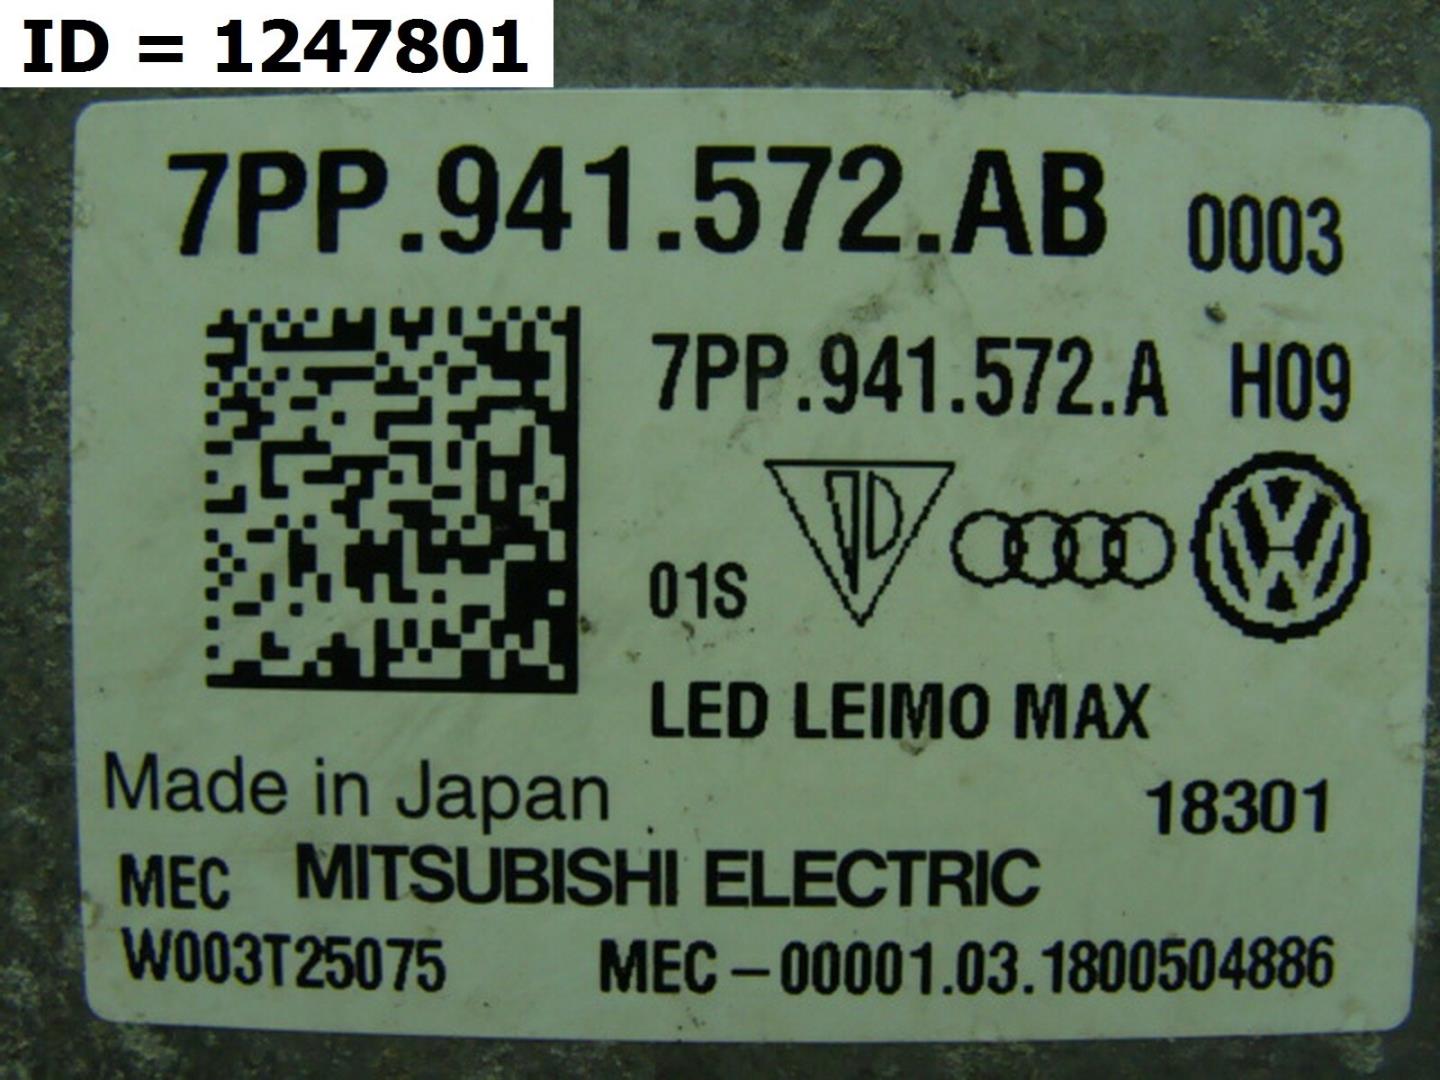 ID = 1247801
7PP.941.572.AB 0003
7PP.941.572.A H09
01S
LED LEIMO MAX
Made in Japan 18301
MEC MITSUBISHI ELECTRIC
W003T25075 MEC-00001.03.1800504886